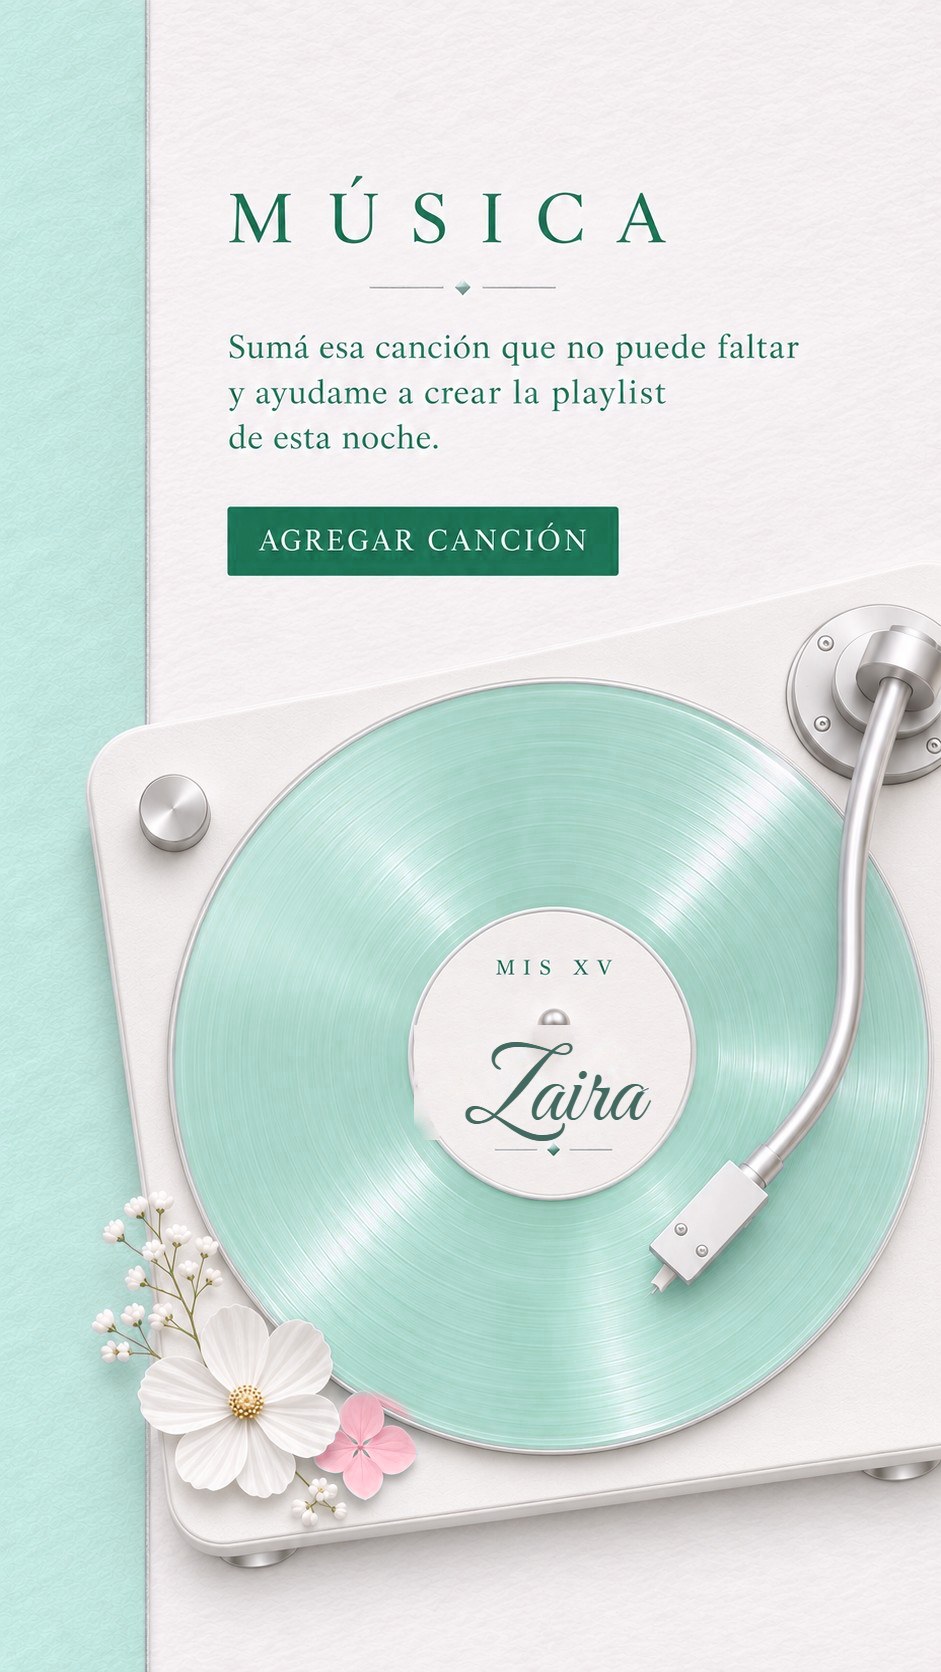 MÚSICA
Sumá esa canción que no puede faltar
y ayudame a crear la playlist
de esta noche.
AGREGAR CANCIÓN
MIS XV
Zaira